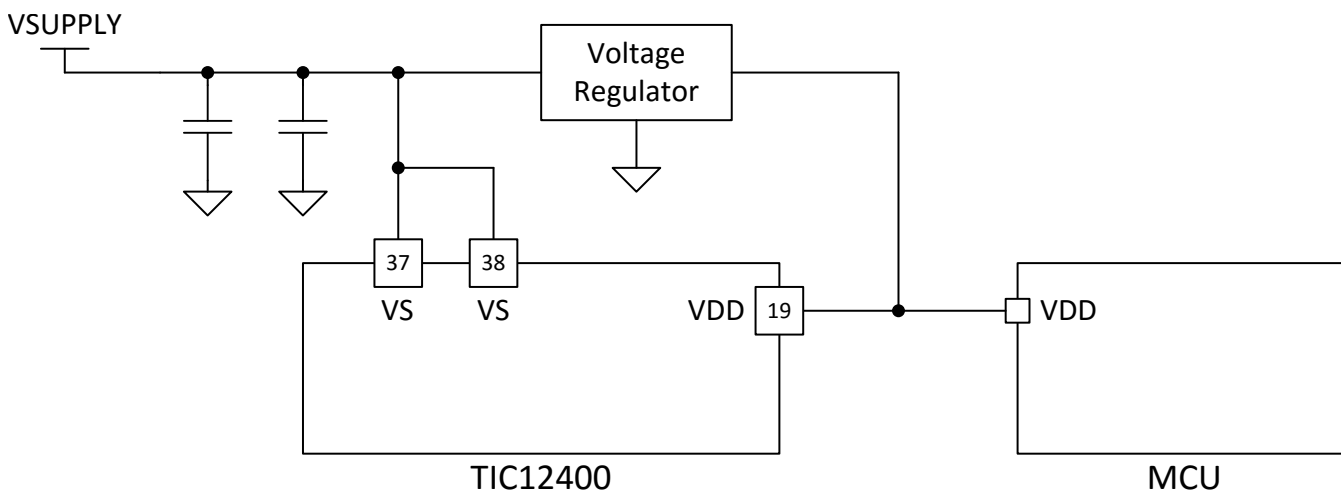 VSUPPLY
Voltage
Regulator
37
38
VS
VS
VDD
19
VDD
TIC12400
MCU